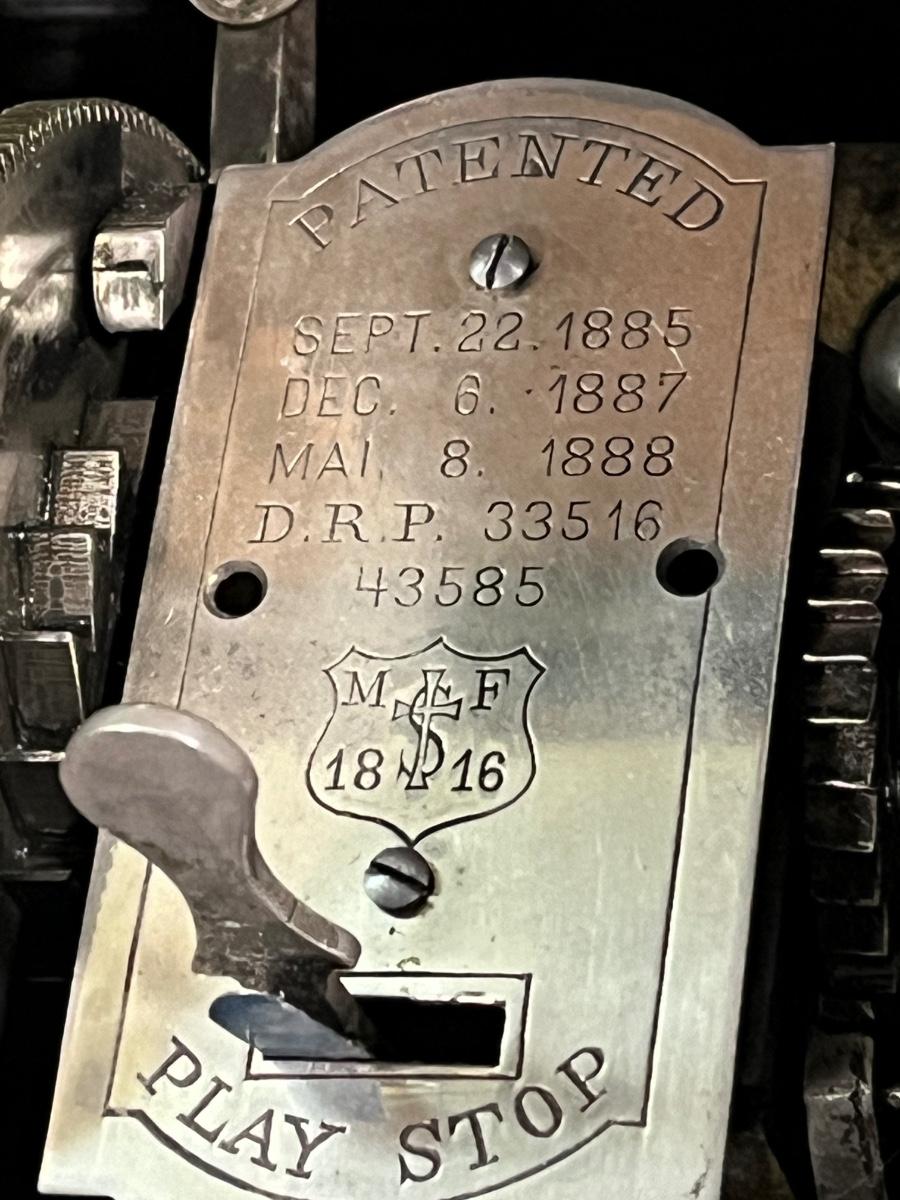 PATENTED
SEPT. 22. 1885
DEC. 6. 1887
MAI. 8. 1888
D.R.P. 33516
43585
M F
18 16
PLAY STOP